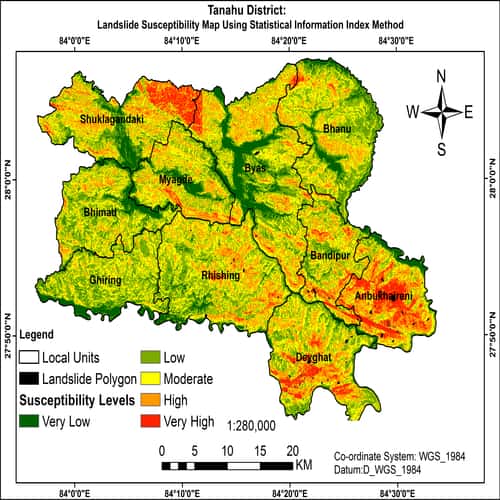 Tanahu District:
Landslide Susceptibility Map Using Statistical Information Index Method
84°0'0"E 84°10'0"E 84°20'0"E 84°30'0"E
N
W E
S
28°0'0"N 28°0'0"N
27°50'0"N 27°50'0"N
Shuklagandaki
Bhanu
Byas
Myagde
Bhimad
Bandipur
Ghiring
Rhishing
Anbukhaireni
Devghat
Legend
Local Units
Landslide Polygon
Susceptibility Levels
Very Low
Low
Moderate
High
Very High
1:280,000
0 5 10 15 20
KM
Co-ordinate System: WGS_1984
Datum:D_WGS_1984
84°0'0"E 84°10'0"E 84°20'0"E 84°30'0"E